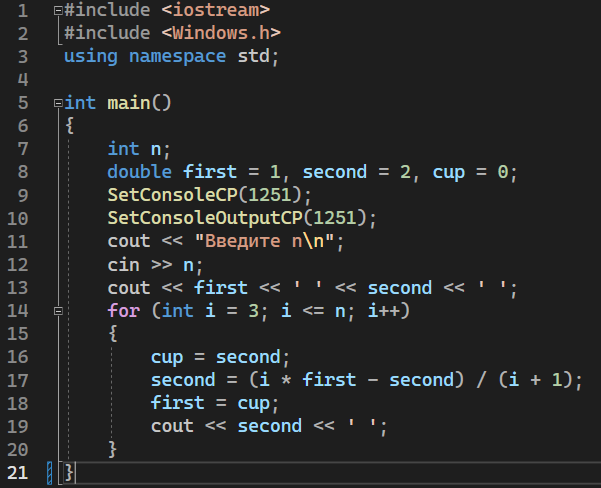 1 #include <iostream>
2 #include <Windows.h>
3 using namespace std;
4
5 int main()
6 {
7 int n;
8 double first = 1, second = 2, cup = 0;
9 SetConsoleCP(1251);
10 SetConsoleOutputCP(1251);
11 cout << "Введите n\n";
12 cin >> n;
13 cout << first << ' ' << second << ' ';
14 for (int i = 3; i <= n; i++)
15 {
16 cup = second;
17 second = (i * first - second) / (i + 1);
18 first = cup;
19 cout << second << ' ';
20 }
21 }